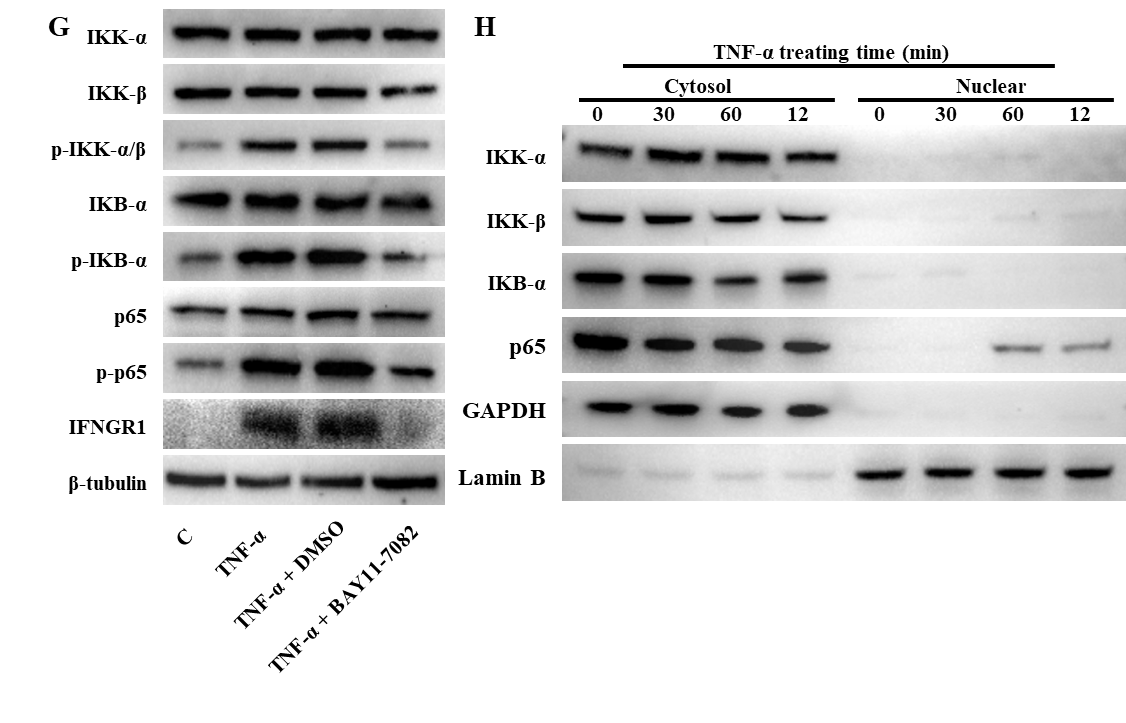 G
IKK-α
IKK-β
p-IKK-α/β
IKB-α
p-IKB-α
p65
p-p65
IFNGR1
β-tubulin
C
TNF-α
TNF-α + DMSO
TNF-α + BAY11-7082
H
TNF-α treating time (min)
Cytosol Nuclear
0 30 60 12 0 30 60 12
IKK-α
IKK-β
IKB-α
p65
GAPDH
Lamin B